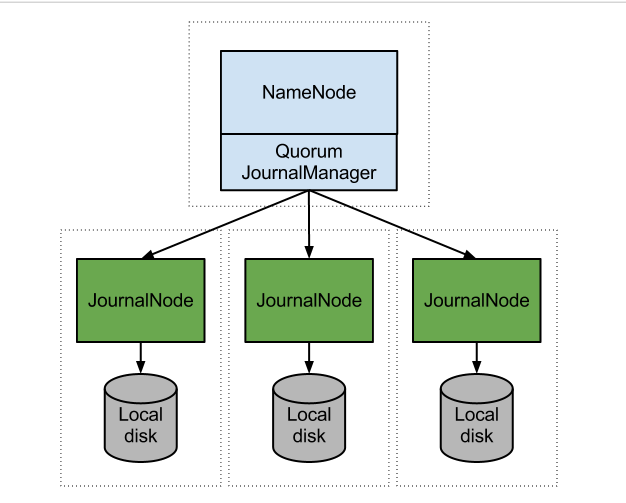 NameNode
Quorum
JournalManager
JournalNode
JournalNode
JournalNode
Local
disk
Local
disk
Local
disk